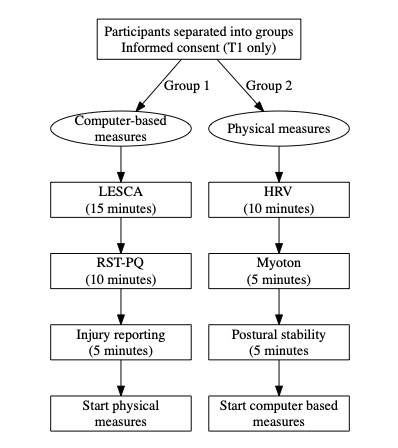 Participants separated into groups
Informed consent (T1 only)
Group 1
Group 2
Computer-based
measures
Physical measures
LESCA
(15 minutes)
HRV
(10 minutes)
RST-PQ
(10 minutes)
Myoton
(5 minutes)
Injury reporting
(5 minutes)
Postural stability
(5 minutes
Start physical
measures
Start computer based
measures